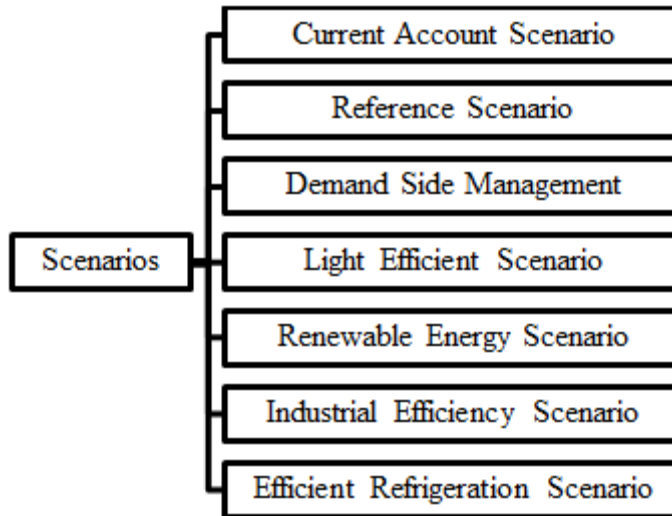 Current Account Scenario
Reference Scenario
Demand Side Management
Scenarios
Light Efficient Scenario
Renewable Energy Scenario
Industrial Efficiency Scenario
Efficient Refrigeration Scenario